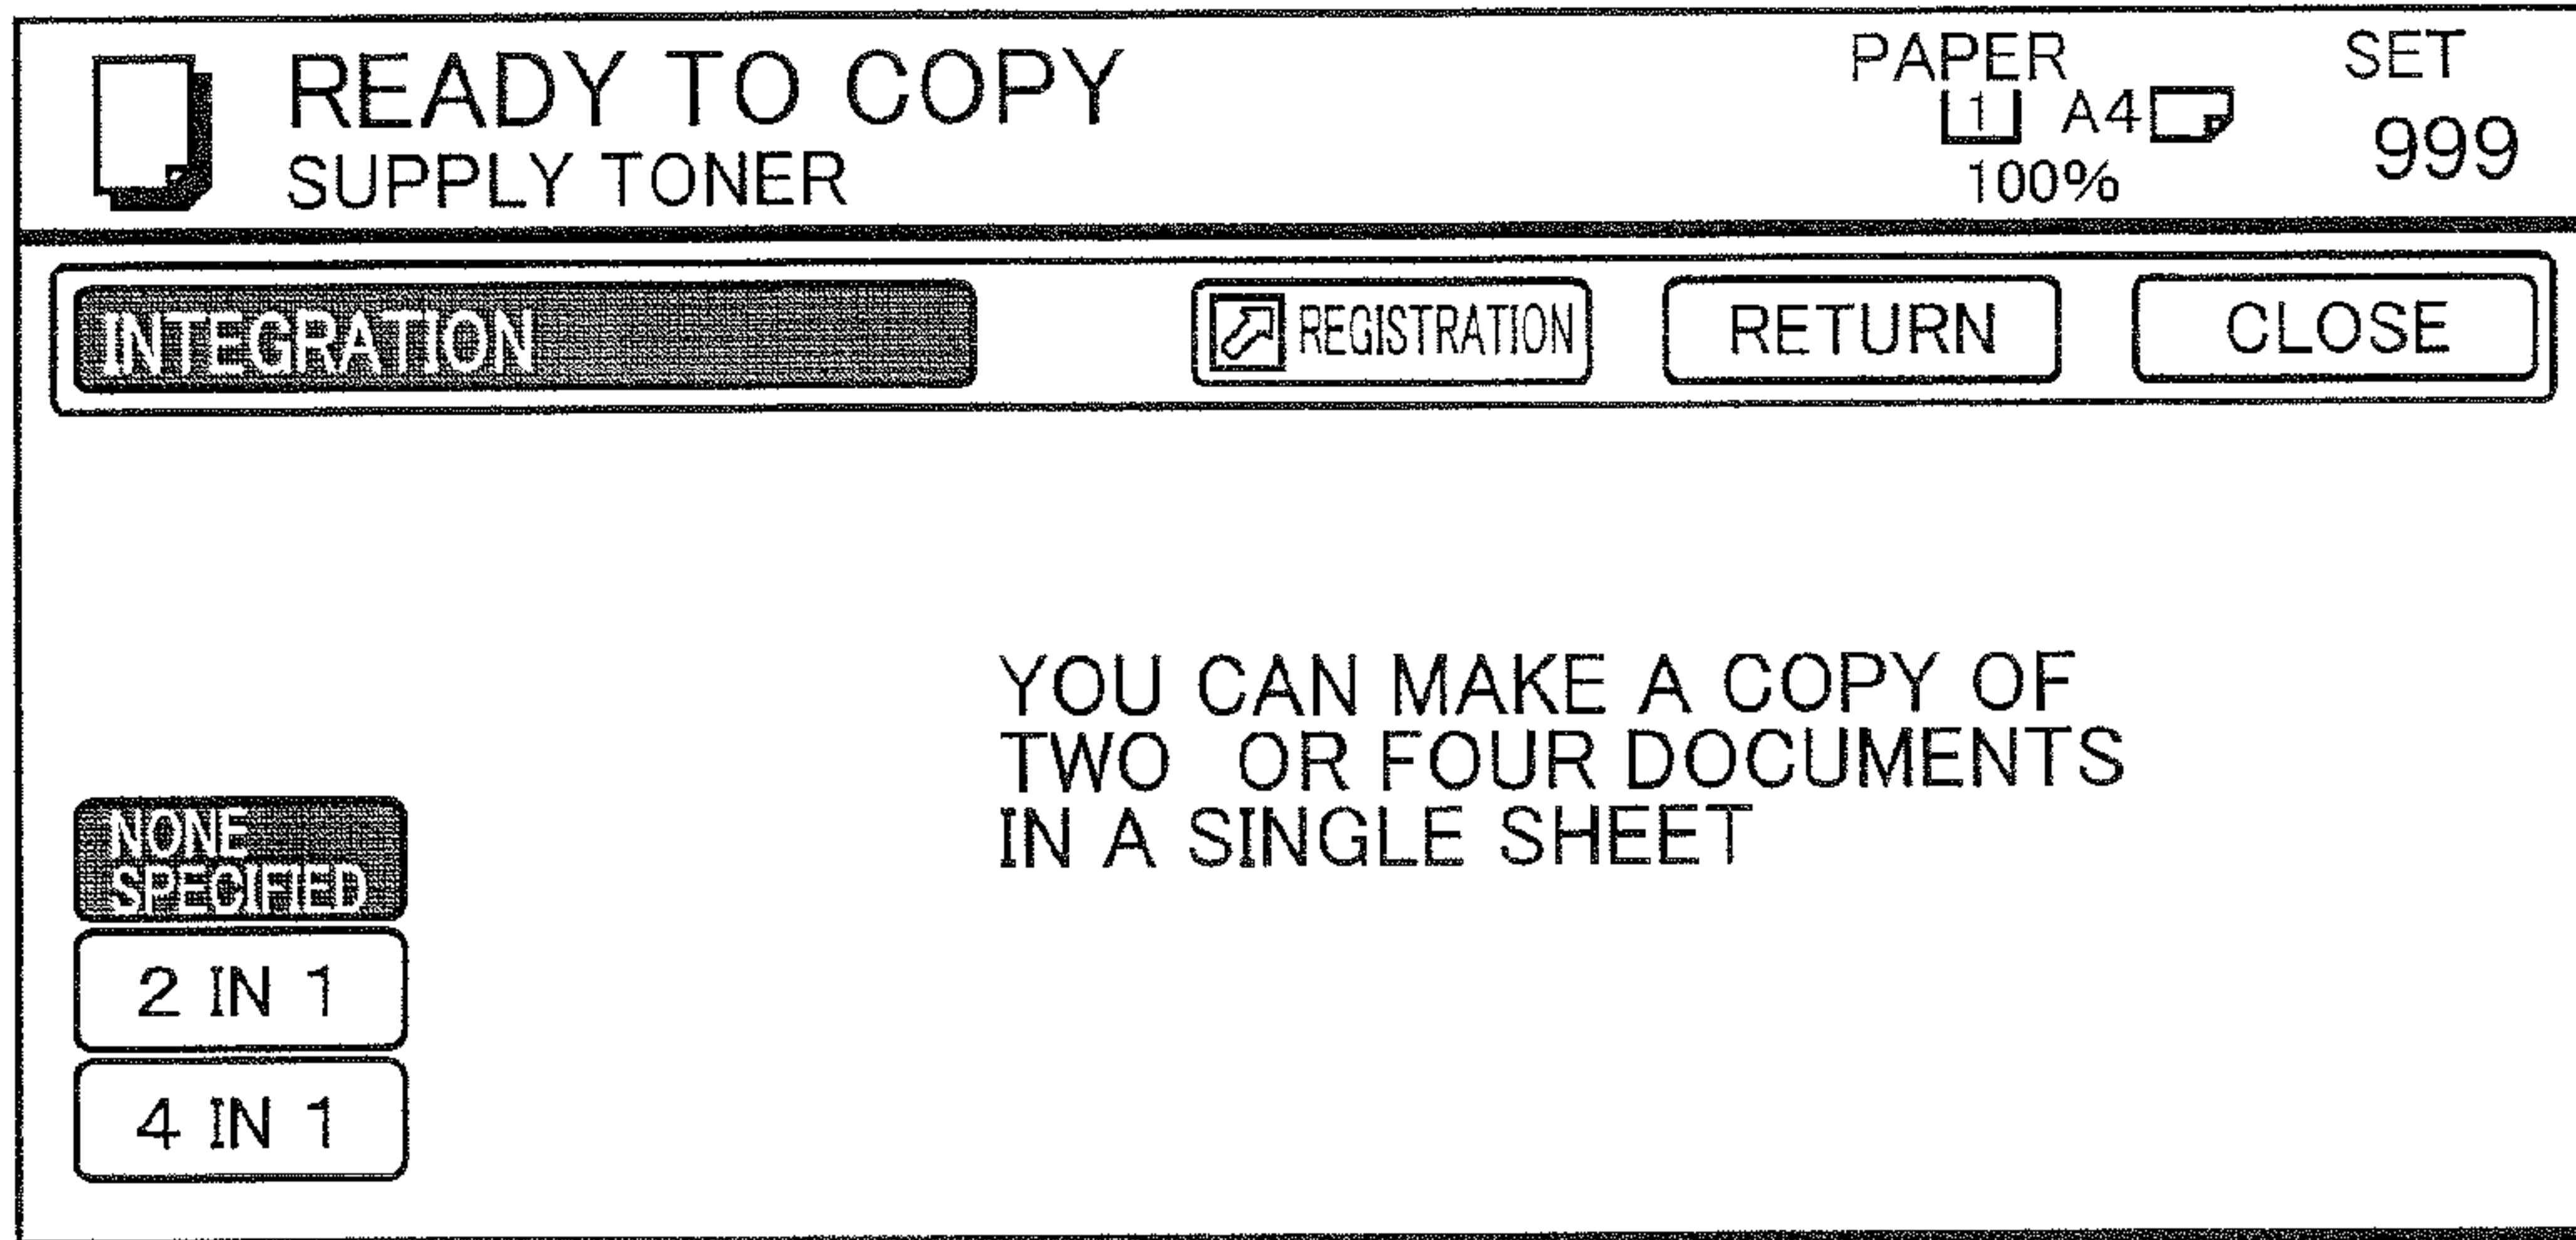 READY TO COPY
SUPPLY TONER
PAPER
1 A4
100%
SET
999
INTEGRATION
REGISTRATION
RETURN
CLOSE
YOU CAN MAKE A COPY OF
TWO OR FOUR DOCUMENTS
IN A SINGLE SHEET
NONE
SPECIFIED
2 IN 1
4 IN 1